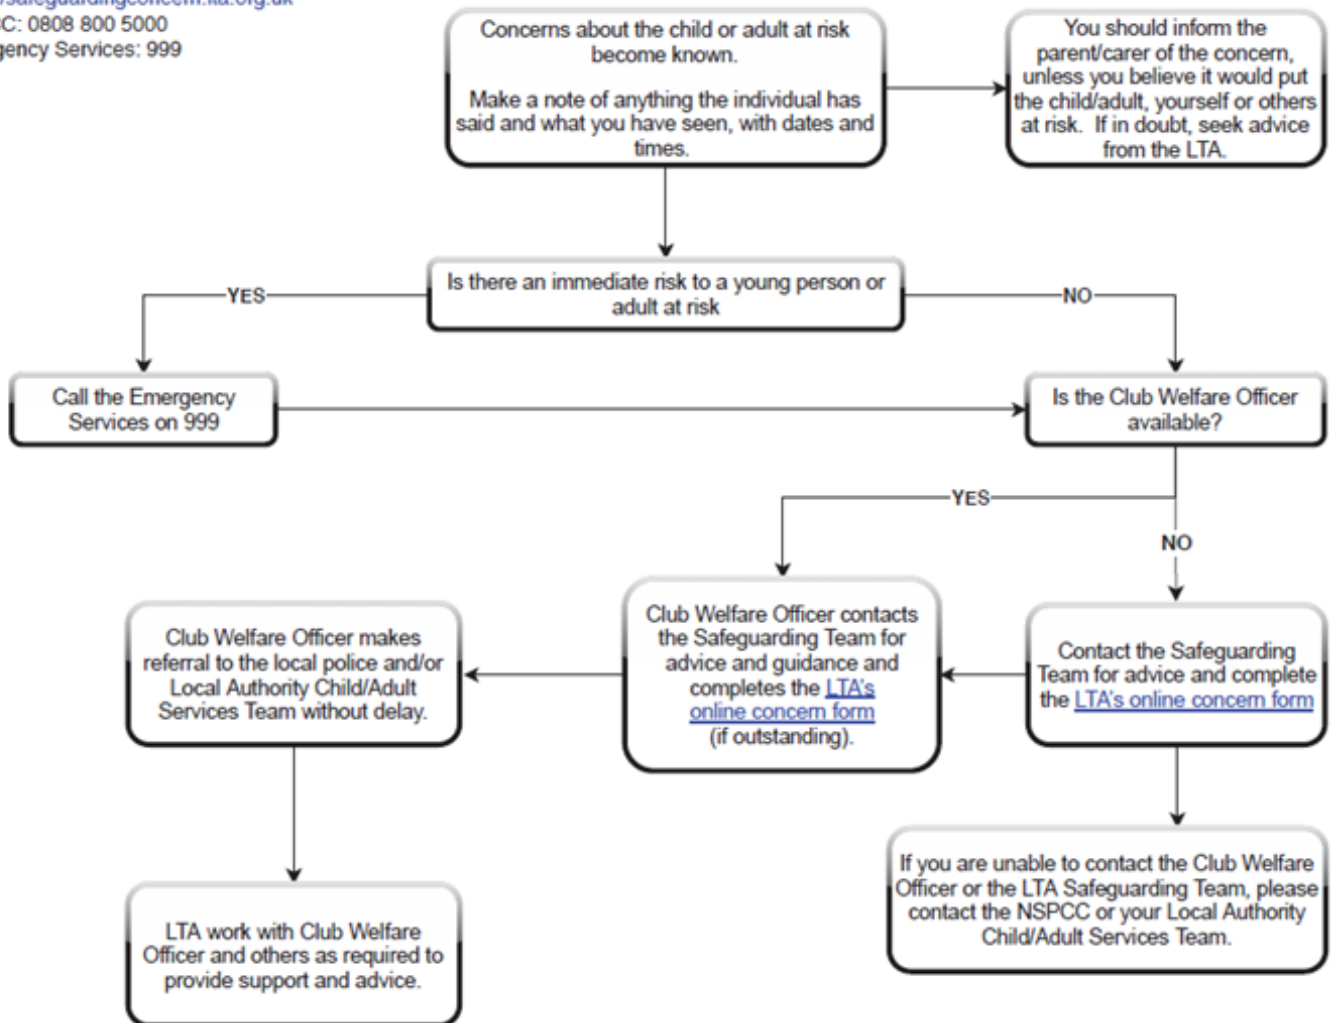 safeguardingconcern.lta.org.uk
C: 0808 800 5000
Services: 999
Concerns about the child or adult at risk
become known.
Make a note of anything the individual has
said and what you have seen, with dates and
times.
You should inform the
parent/carer of the concern,
unless you believe it would put
the child/adult, yourself or others
at risk. If in doubt, seek advice
from the LTA.
Is there an immediate risk to a young person or
adult at risk
YES
NO
Call the Emergency
Services on 999
Is the Club Welfare Officer
available?
YES
NO
Club Welfare Officer makes
referral to the local police and/or
Local Authority Child/Adult
Services Team without delay.
Club Welfare Officer contacts
the Safeguarding Team for
advice and guidance and
completes the LTA's
online concern form
(if outstanding).
Contact the Safeguarding
Team for advice and complete
the LTA's online concern form
If you are unable to contact the Club Welfare
Officer or the LTA Safeguarding Team, please
contact the NSPCC or your Local Authority
Child/Adult Services Team.
LTA work with Club Welfare
Officer and others as required to
provide support and advice.